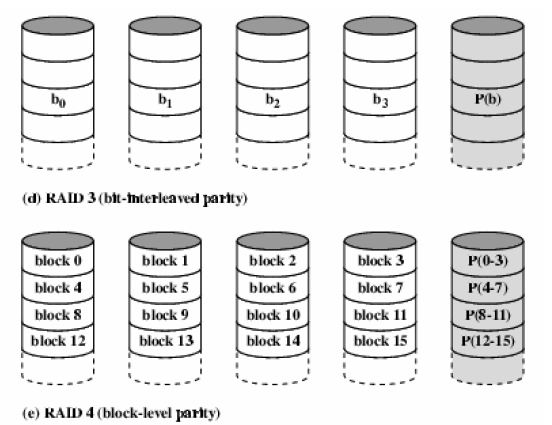 b0 b1 b2 b3 P(b)
(d) RAID 3 (bit-interleaved parity)
block 0 block 1 block 2 block 3 P(0-3)
block 4 block 5 block 6 block 7 P(4-7)
block 8 block 9 block 10 block 11 P(8-11)
block 12 block 13 block 14 block 15 P(12-15)
(e) RAID 4 (block-level parity)